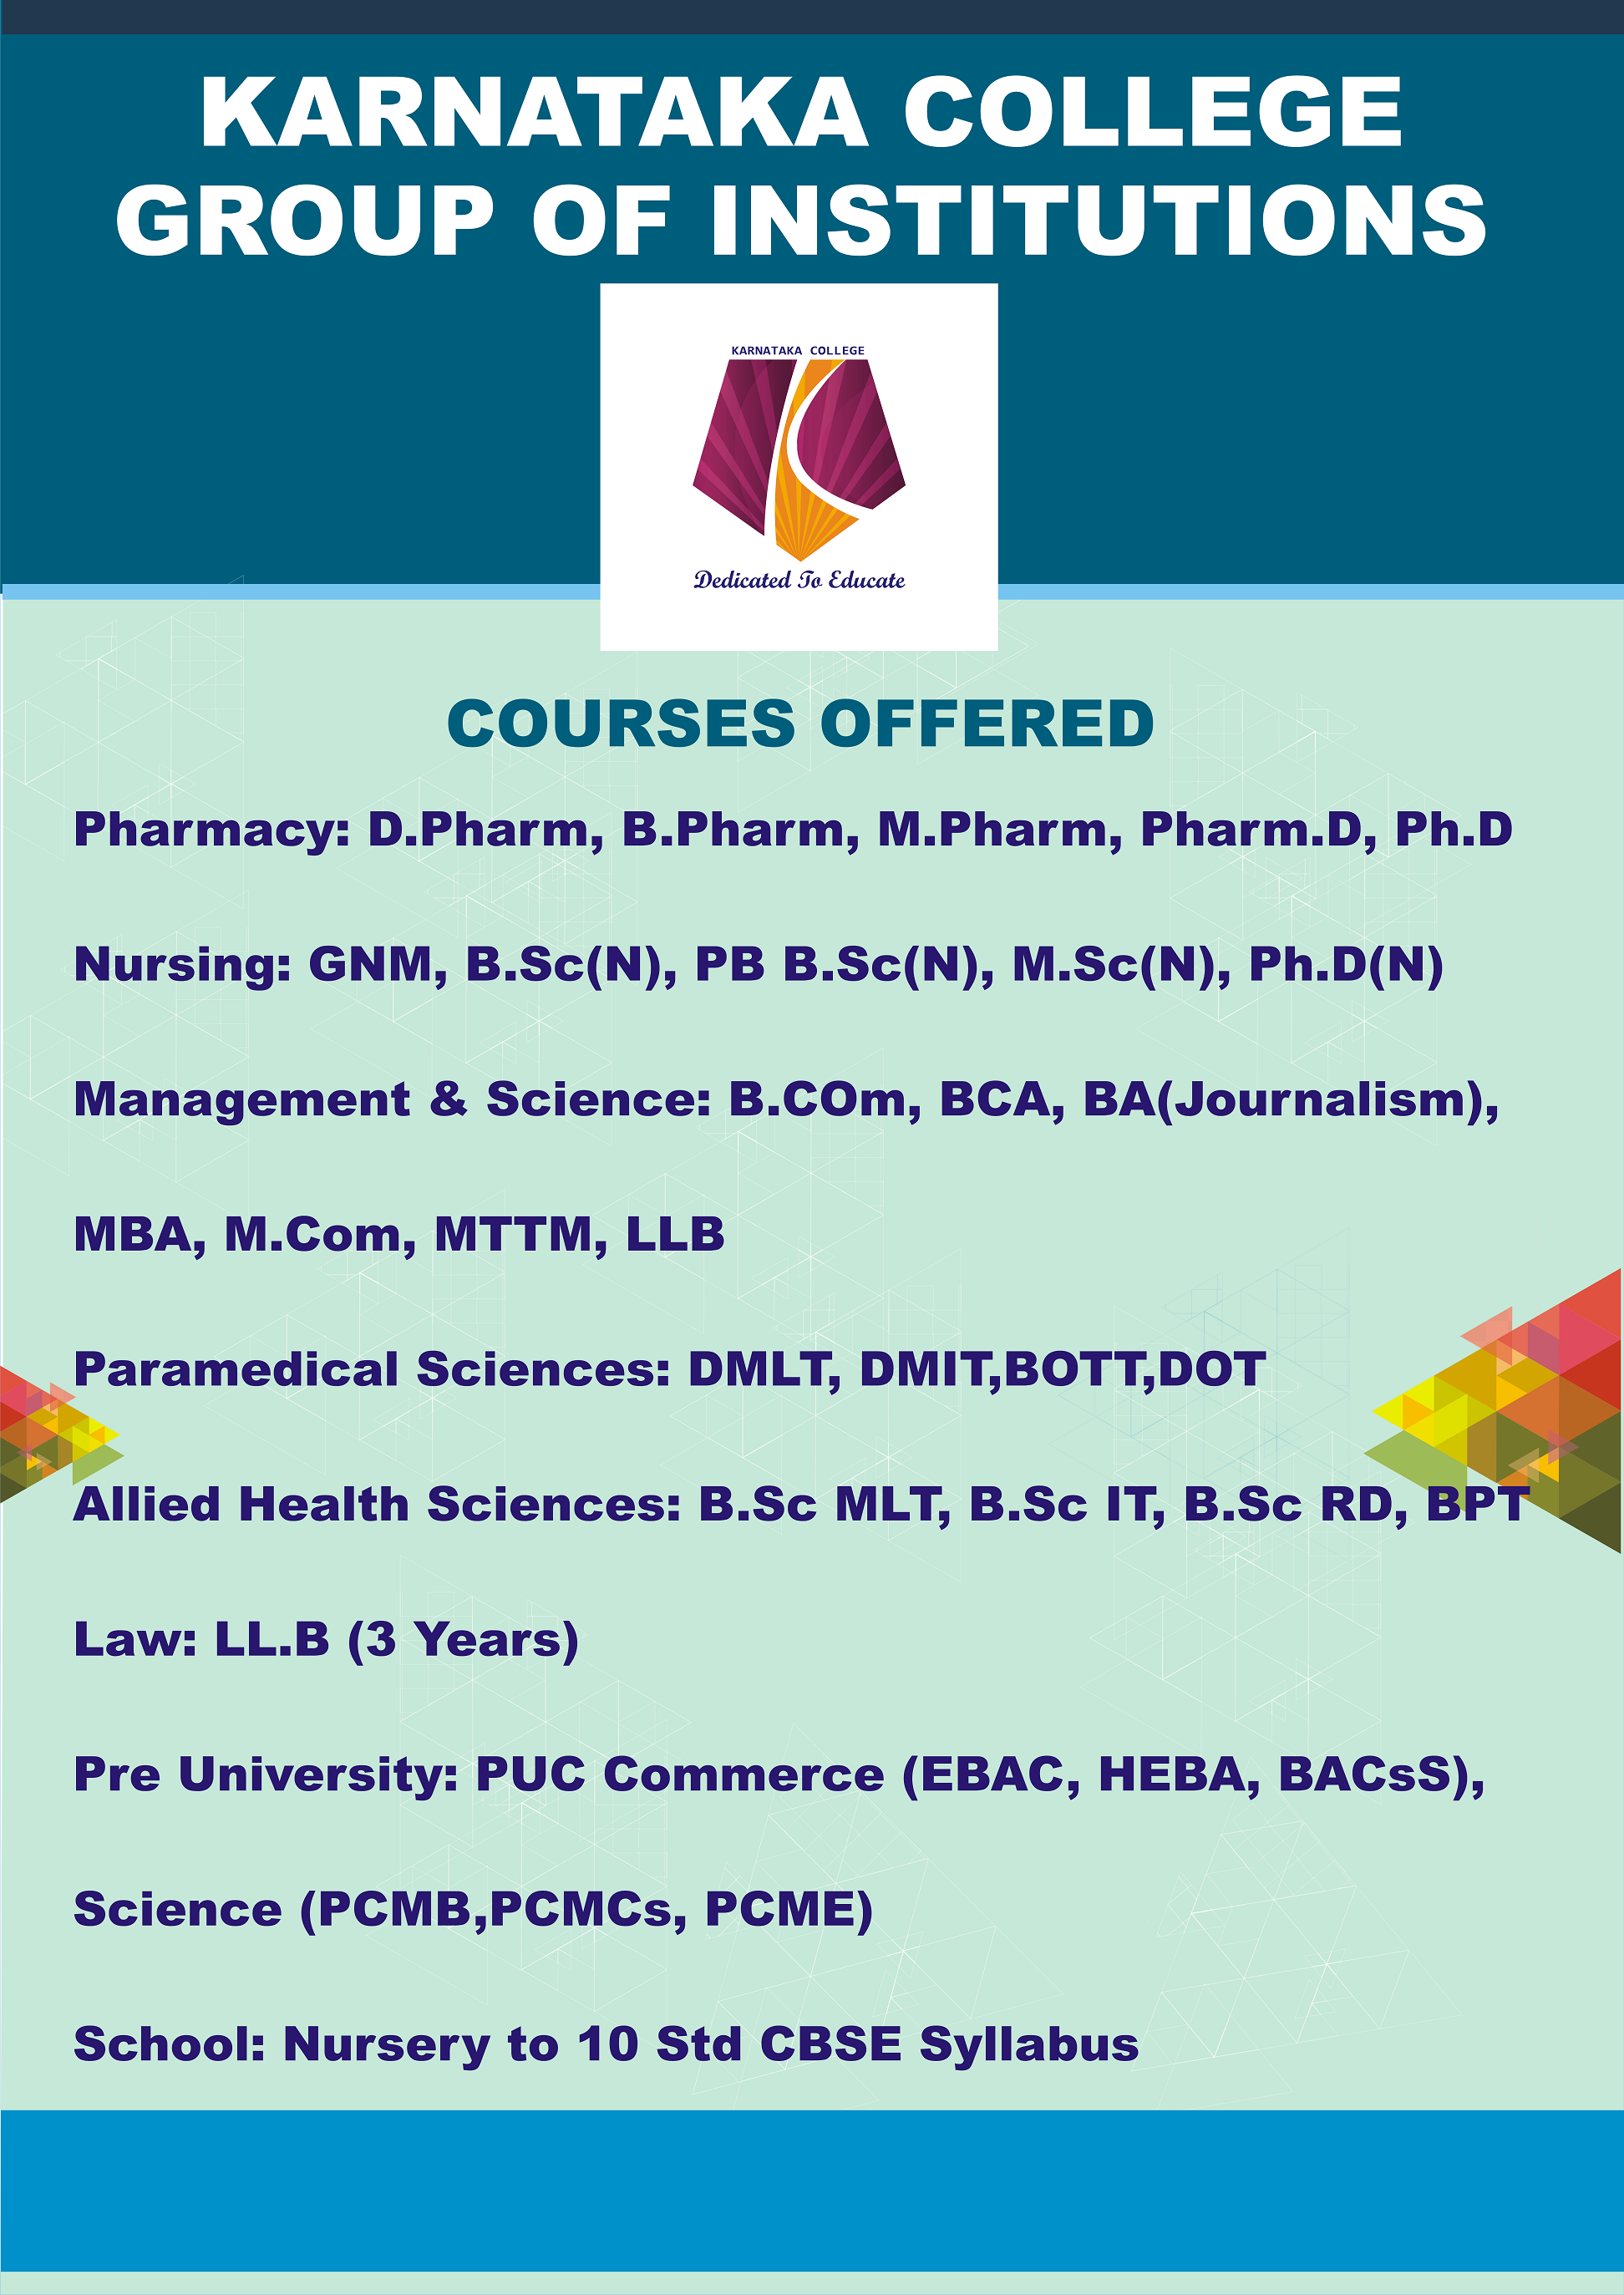 KARNATAKA COLLEGE
GROUP OF INSTITUTIONS
KARNATAKA COLLEGE
Dedicated To Educate
COURSES OFFERED
Pharmacy: D.Pharm, B.Pharm, M.Pharm, Pharm.D, Ph.D
Nursing: GNM, B.Sc(N), PB B.Sc(N), M.Sc(N), Ph.D(N)
Management & Science: B.COm, BCA, BA(Journalism),
MBA, M.Com, MTTM, LLB
Paramedical Sciences: DMLT, DMIT,BOTT,DOT
Allied Health Sciences: B.Sc MLT, B.Sc IT, B.Sc RD, BPT
Law: LL.B (3 Years)
Pre University: PUC Commerce (EBAC, HEBA, BACsS),
Science (PCMB,PCMCs, PCME)
School: Nursery to 10 Std CBSE Syllabus